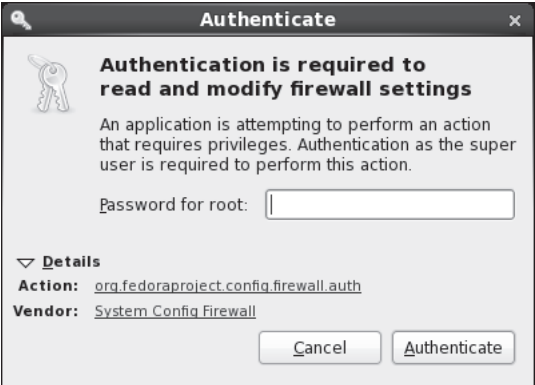 Authenticate
Authentication is required to
read and modify firewall settings
An application is attempting to perform an action
that requires privileges. Authentication as the super
user is required to perform this action.
Password for root:
Details
Action: org.fedoraproject.config.firewall.auth
Vendor: System Config Firewall
Cancel Authenticate